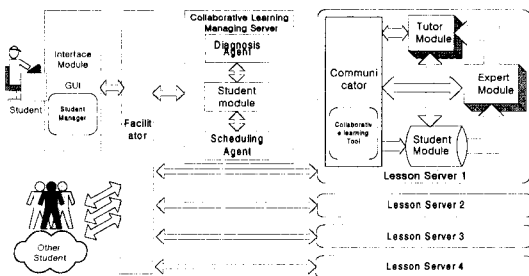 Collaborative Learning
Managing Server
Diagnosis
Agent
Student
module
Scheduling
Agent
Interface
Module
GUI
Student
Manager
Student
Facilit
ator
Other
Student
Communi
cator
Collaborativ
e learning
Tool
Tutor
Module
Expert
Module
Student
Module
Lesson Server 1
Lesson Server 2
Lesson Server 3
Lesson Server 4